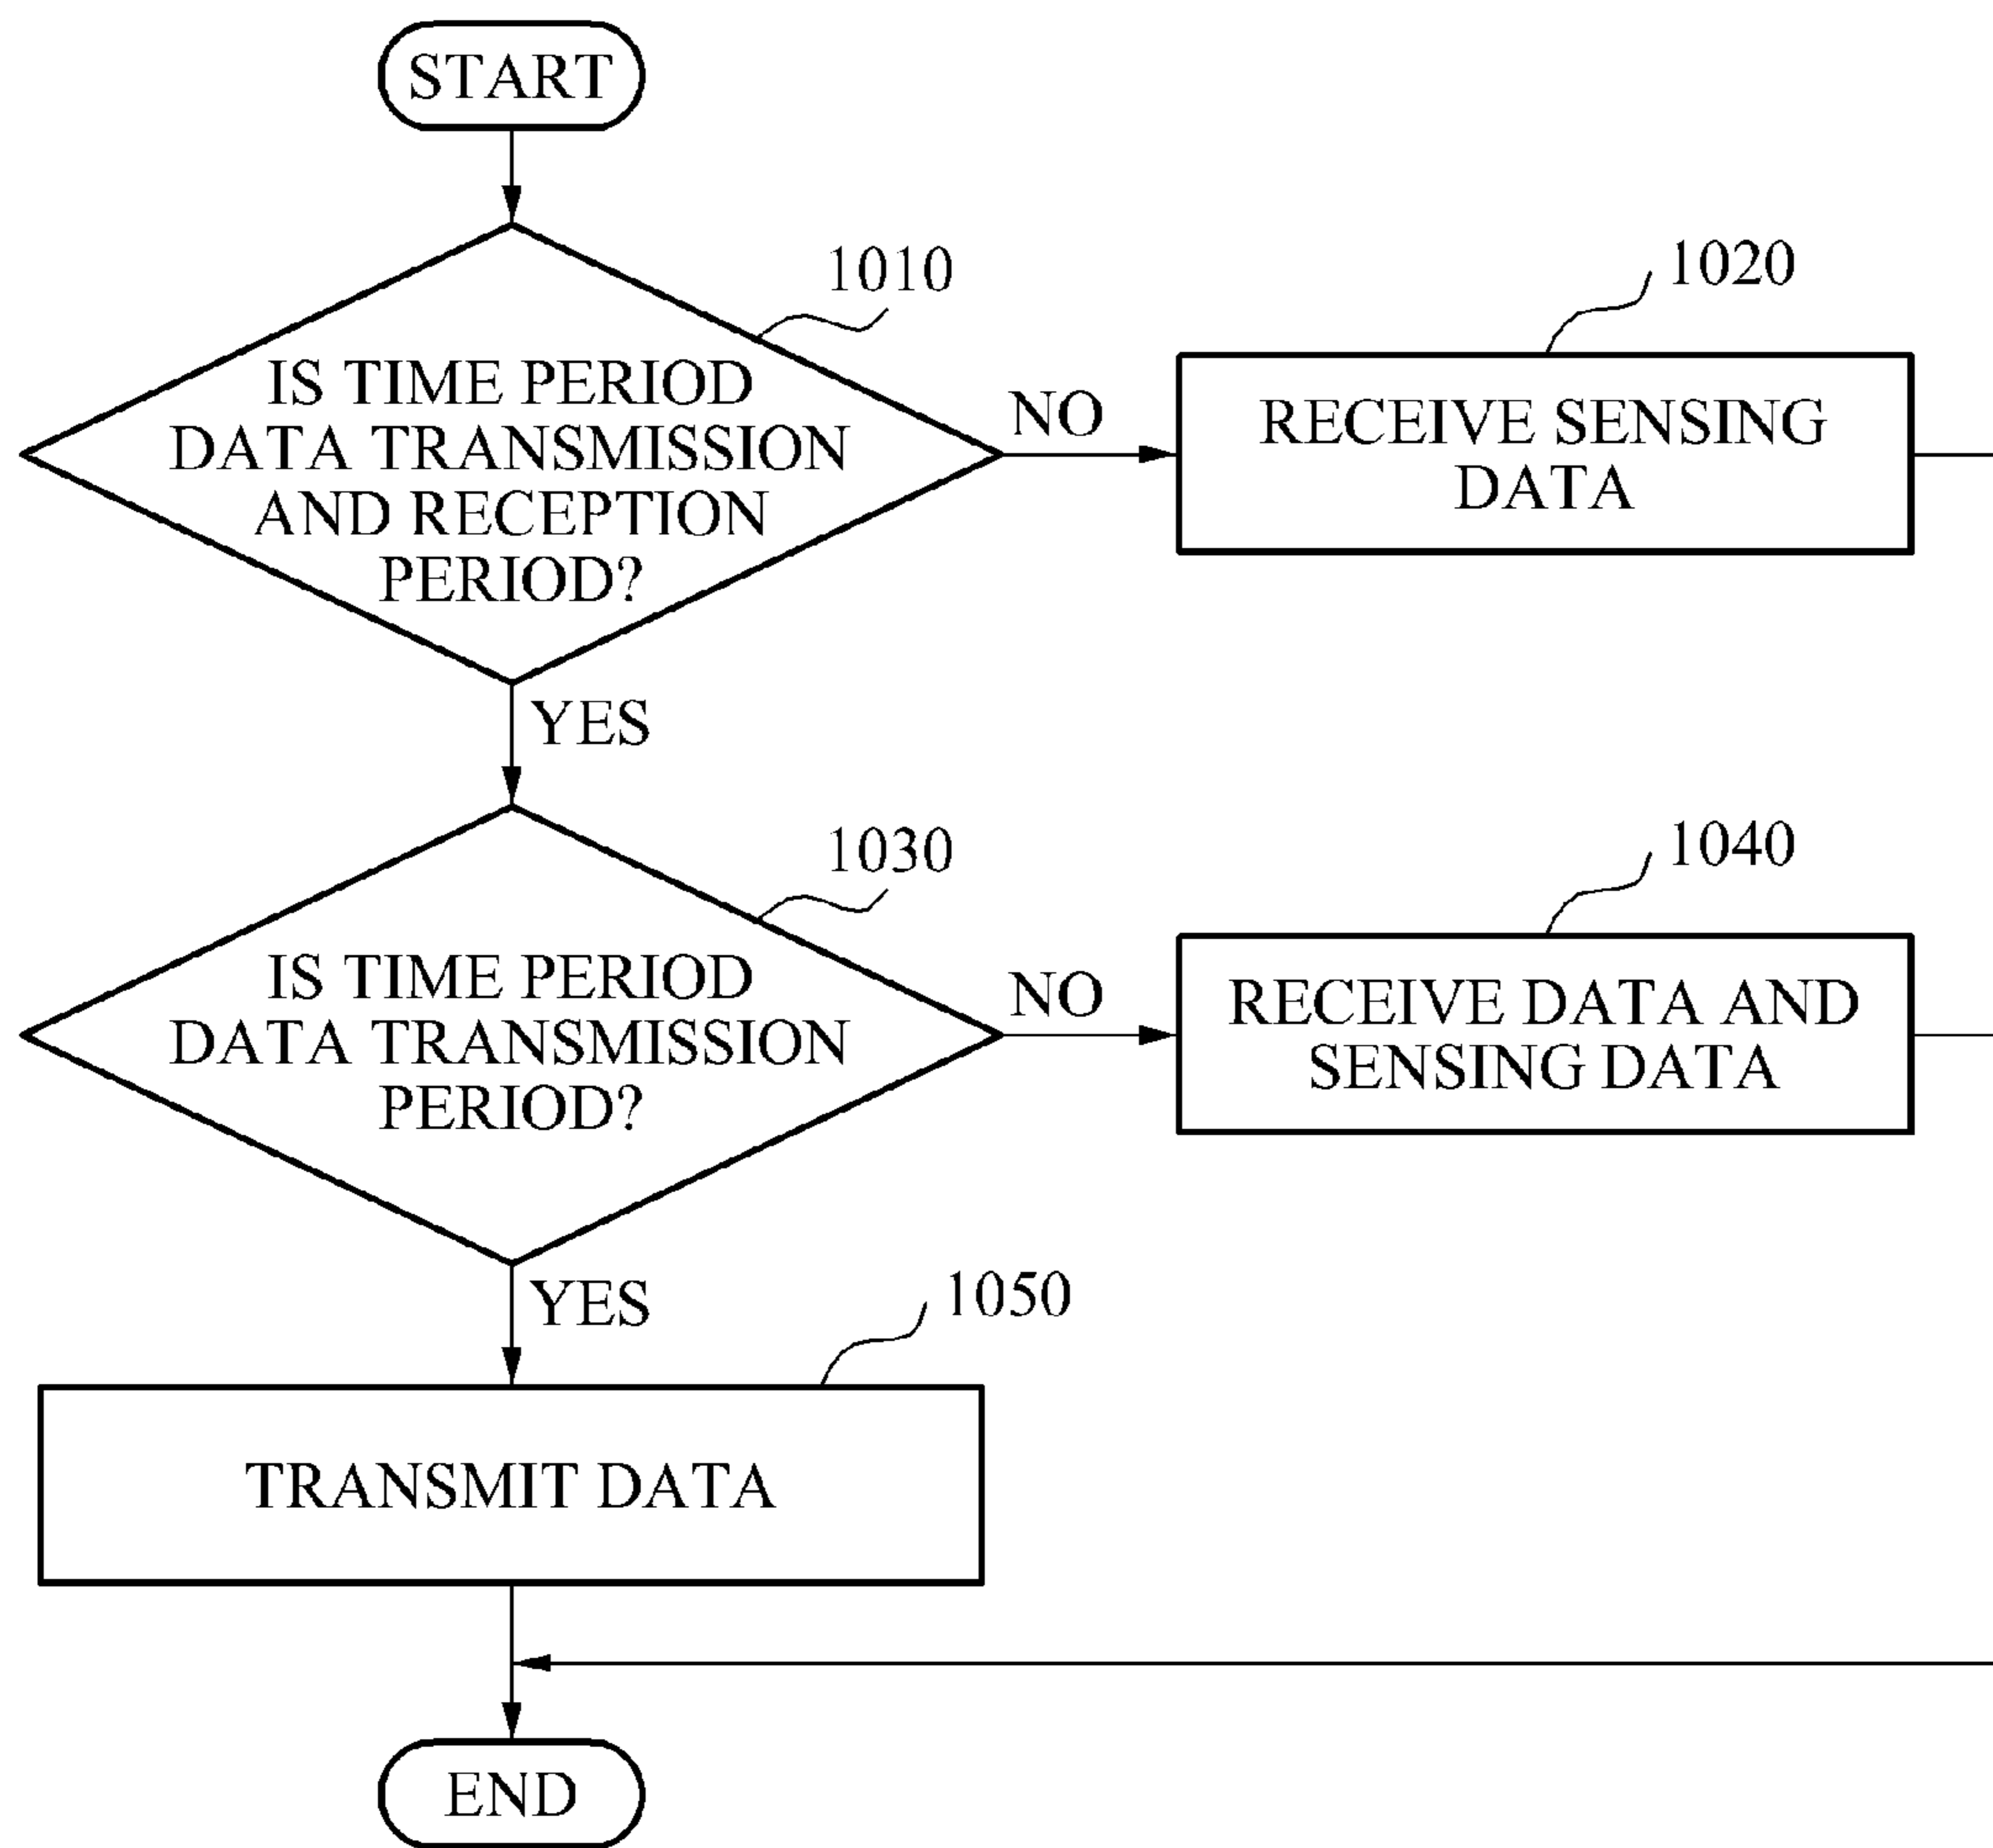 START
1010
IS TIME PERIOD
DATA TRANSMISSION
AND RECEPTION
PERIOD?
NO
1020
RECEIVE SENSING
DATA
YES
1030
IS TIME PERIOD
DATA TRANSMISSION
PERIOD?
NO
1040
RECEIVE DATA AND
SENSING DATA
YES
1050
TRANSMIT DATA
END